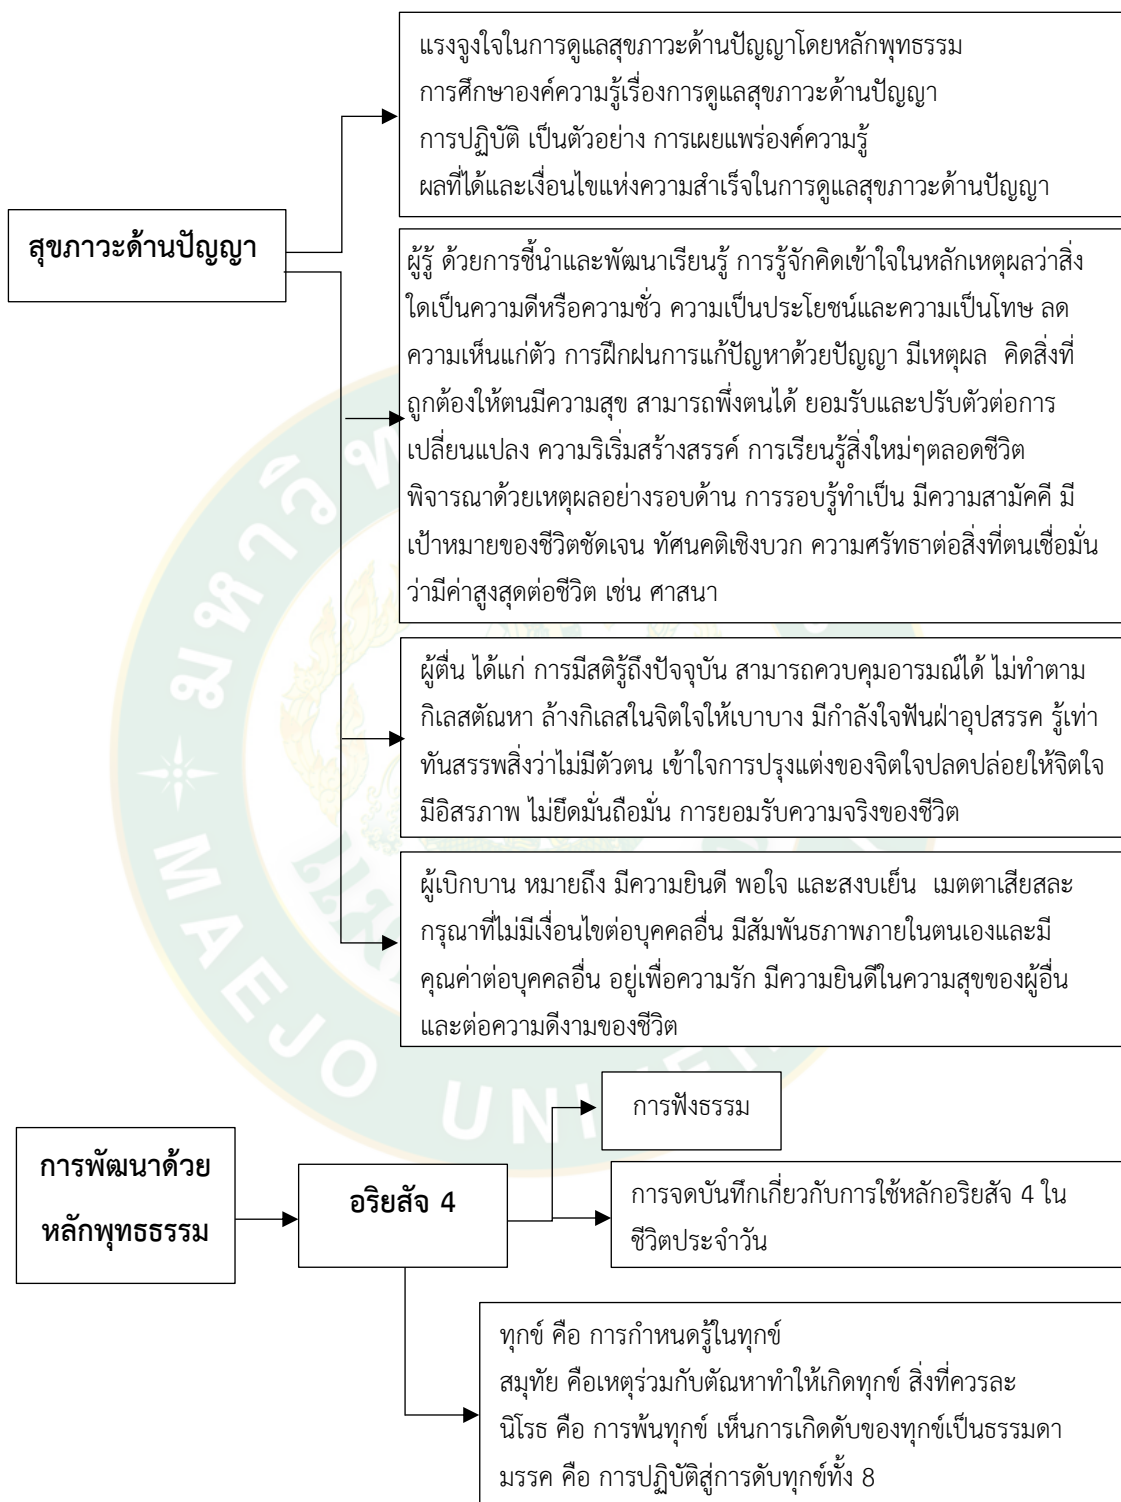 แรงจูงใจในการดูแลสุขภาวะด้านปัญญาโดยหลักพุทธรรม
การศึกษาองค์ความรู้เรื่องการดูแลสุขภาวะด้านปัญญา
การปฏิบัติ เป็นตัวอย่าง การเผยแพร่องค์ความรู้
ผลที่ได้และเงื่อนไขแห่งความสำเร็จในการดูแลสุขภาวะด้านปัญญา
สุขภาวะด้านปัญญา
ผู้รู้ ด้วยการชี้นำและพัฒนาเรียนรู้ การรู้จักคิดเข้าใจในหลักเหตุผลว่าสิ่ง
ใดเป็นความดีหรือความชั่ว ความเป็นประโยชน์และความเป็นโทษ ลด
ความเห็นแก่ตัว การฝึกฝนการแก้ปัญหาด้วยปัญญา มีเหตุผล คิดสิ่งที่
ถูกต้องให้ตนมีความสุข สามารถพึ่งตนได้ ยอมรับและปรับตัวต่อการ
เปลี่ยนแปลง ความริเริ่มสร้างสรรค์ การเรียนรู้สิ่งใหม่ๆตลอดชีวิต
พิจารณาด้วยเหตุผลอย่างรอบด้าน การรอบรู้ทำเป็น มีความสามัคคี มี
เป้าหมายของชีวิตชัดเจน ทัศนคติเชิงบวก ความศรัทธาต่อสิ่งที่ตนเชื่อมั่น
ว่ามีค่าสูงสุดต่อชีวิต เช่น ศาสนา
ผู้ตื่น ได้แก่ การมีสติรู้ถึงปัจจุบัน สามารถควบคุมอารมณ์ได้ ไม่ทำตาม
กิเลสตัณหา ล้างกิเลสในจิตใจให้เบาบาง มีกำลังใจฟันฝ่าอุปสรรค รู้เท่า
ทันสรรพสิ่งว่าไม่มีตัวตน เข้าใจการปรุงแต่งของจิตใจปลดปล่อยให้จิตใจ
มีอิสรภาพ ไม่ยึดมั่นถือมั่น การยอมรับความจริงของชีวิต
ผู้เบิกบาน หมายถึง มีความยินดี พอใจ และสงบเย็น เมตตาเสียสละ
กรุณาที่ไม่มีเงื่อนไขต่อบุคคลอื่น มีสัมพันธภาพภายในตนเองและมี
คุณค่าต่อบุคคลอื่น อยู่เพื่อความรัก มีความยินดีในความสุขของผู้อื่น
และต่อความดีงามของชีวิต
การฟังธรรม
การพัฒนาด้วย
หลักพุทธธรรม
อริยสัจ 4
การจดบันทึกเกี่ยวกับการใช้หลักอริยสัจ 4 ใน
ชีวิตประจำวัน
ทุกข์ คือ การกำหนดรู้ในทุกข์
สมุทัย คือเหตุร่วมกับตัณหาทำให้เกิดทุกข์ สิ่งที่ควรละ
นิโรธ คือ การพ้นทุกข์ เห็นการเกิดดับของทุกข์เป็นธรรมดา
มรรค คือ การปฏิบัติสู่การดับทุกข์ทั้ง 8
MAEJO